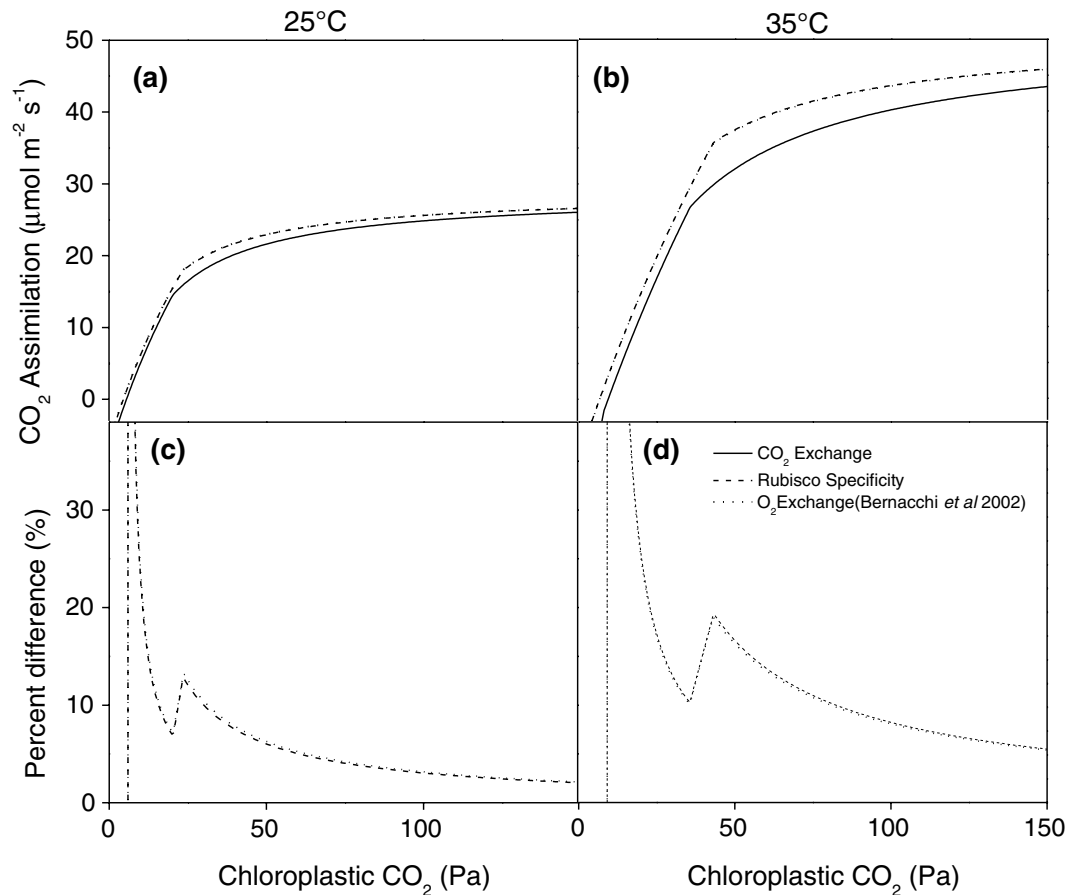 25°C
35°C
(a)
(b)
50
40
30
20
10
0
CO₂ Assimilation (μmol m⁻² s⁻¹)
(c)
(d)
CO₂ Exchange
Rubisco Specificity
O₂Exchange(Bernacchi et al 2002)
30
20
10
0
Percent difference (%)
0
50
100
0
50
100
150
Chloroplastic CO₂ (Pa)
Chloroplastic CO₂ (Pa)